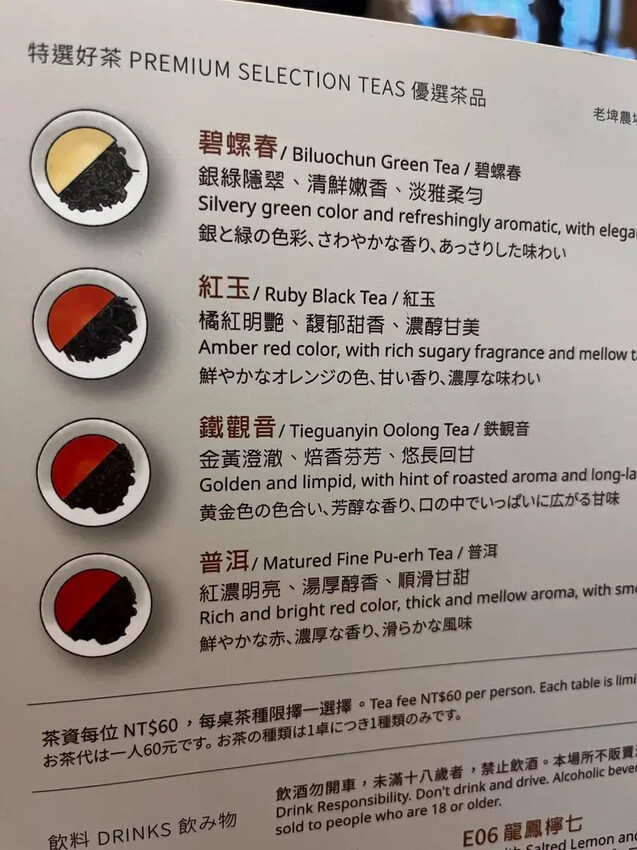 特選好茶 PREMIUM SELECTION TEAS 優選茶品
老埤農場
碧螺春 / Biluochun Green Tea / 碧螺春
銀綠隱翠、清鮮嫩香、淡雅柔勻
Silvery green color and refreshingly aromatic, with
銀と緑の色彩、さわやかな香り、あっさりした味わい
紅玉 / Ruby Black Tea / 紅玉
橘紅明艷、馥郁甜香、濃醇甘美
Amber red color, with rich sugary fragrance and mellow
鮮やかなオレンジの色、甘い香り、濃厚な味わい
鐵觀音 / Tieguanyin Oolong Tea / 鉄観音
金黃澄澈、焙香芬芳、悠長回甘
Golden and limpid, with hint of roasted aroma and
黄金色の色合い、芳醇な香り、口の中でいっぱいに広がる甘味
普洱 / Matured Fine Pu-erh Tea / 普洱
紅濃明亮、湯厚醇香、順滑甘甜
Rich and bright red color, thick and mellow aroma, with
鮮やかな赤、濃厚な香り、滑らかな風味
茶資每位 NT$60，每桌茶種限擇一選擇。Tea fee NT$60 per person. Each table is
お茶代は一人60元です。お茶の種類は1卓につき1種類のみです。
飲酒勿開車，未滿十八歲者，禁止飲酒。本場所不販賣
Drink Responsibility. Don't drink and drive. Alcoholic
sold to people who are 18 or older.
飲料 DRINKS 飲み物
E06 龍鳳檸七
with Salted Lemon and